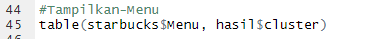 44 #Tampilkan-Menu
45 table(starbucks$Menu, hasil$cluster)